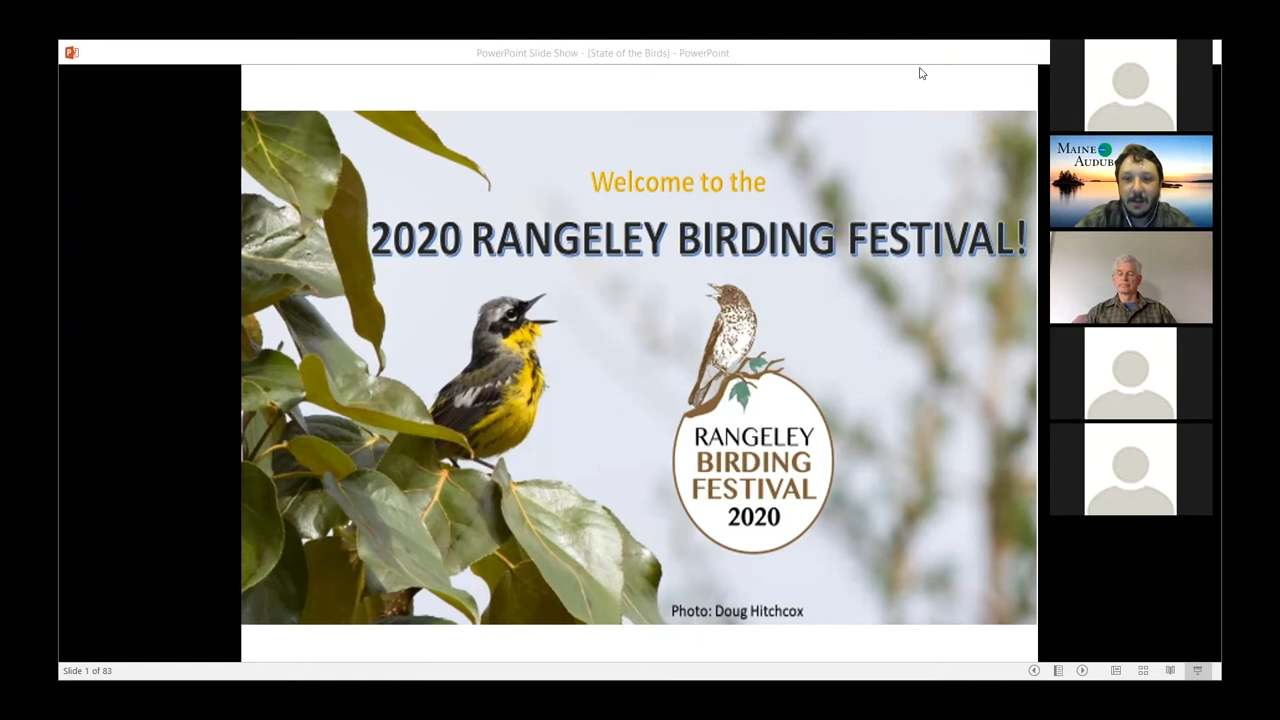 PowerPoint Slide Show - [State of the Birds] - PowerPoint
Welcome to the
2020 RANGELEY BIRDING FESTIVAL!
RANGELEY
BIRDING
FESTIVAL
2020
Photo: Doug Hitchcox
MAINE
Slide 1 of 83